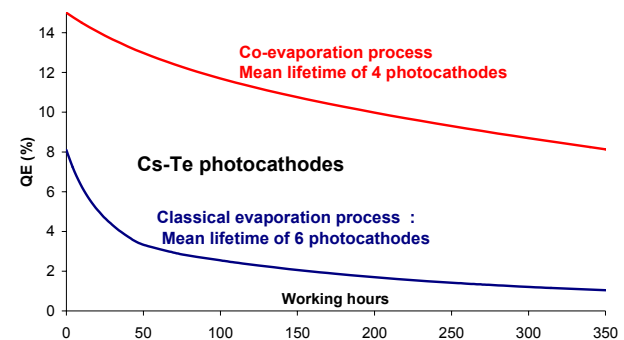 14
Co-evaporation process
12
Mean lifetime of 4 photocathodes
10
QE (%)
8
Cs-Te photocathodes
6
Classical evaporation process :
4
Mean lifetime of 6 photocathodes
2
Working hours
0
0 50 100 150 200 250 300 350